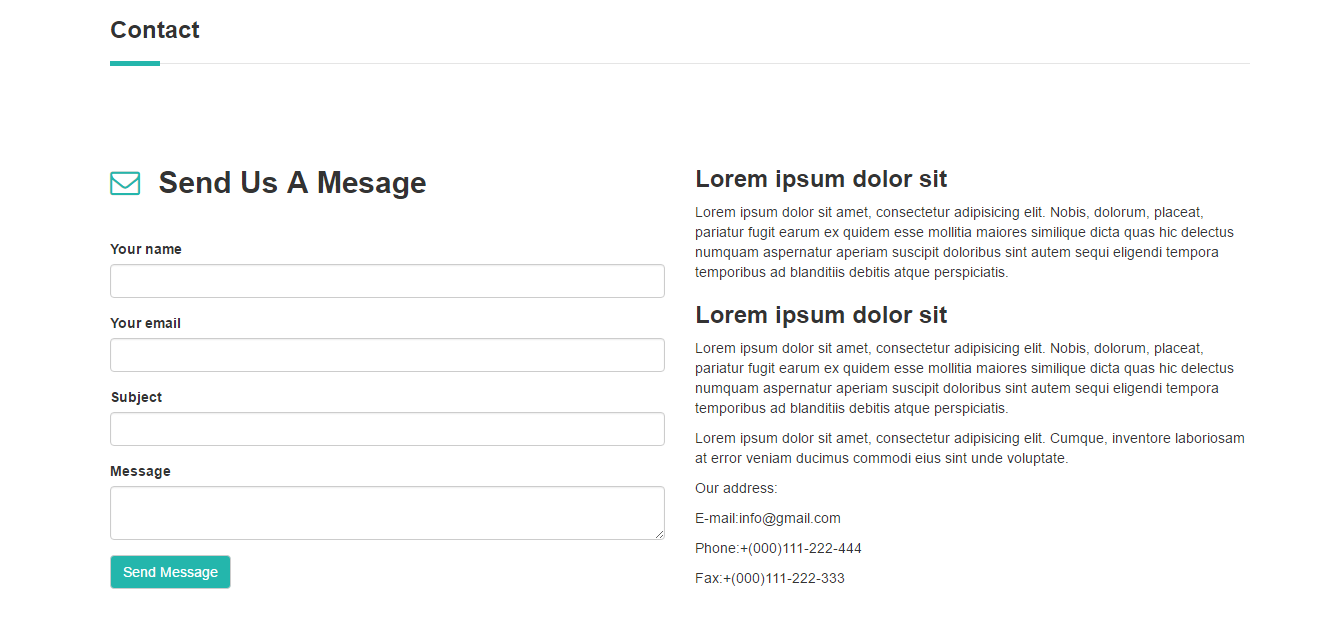 Contact
Send Us A Mesage
Your name
Your email
Subject
Message
Send Message
Lorem ipsum dolor sit
Lorem ipsum dolor sit amet, consectetur adipisicing elit. Nobis, dolorum, placeat,
pariatur fugit earum ex quidem esse mollitia maiores similique dicta quas hic delectus
numquam aspernatur aperiam suscipit doloribus sint autem sequi eligendi tempora
temporibus ad blanditiis debitis atque perspiciatis.
Lorem ipsum dolor sit
Lorem ipsum dolor sit amet, consectetur adipisicing elit. Nobis, dolorum, placeat,
pariatur fugit earum ex quidem esse mollitia maiores similique dicta quas hic delectus
numquam aspernatur aperiam suscipit doloribus sint autem sequi eligendi tempora
temporibus ad blanditiis debitis atque perspiciatis.
Lorem ipsum dolor sit amet, consectetur adipisicing elit. Cumque, inventore laboriosam
at error veniam ducimus commodi eius sint unde voluptate.
Our address:
E-mail:info@gmail.com
Phone:+(000)111-222-444
Fax:+(000)111-222-333